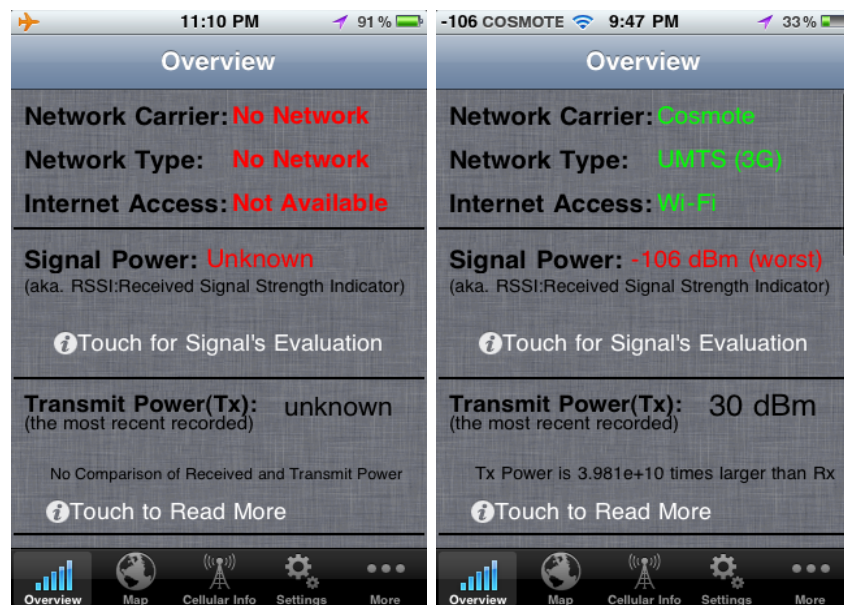 11:10 PM 91 %
Overview
Network Carrier: No Network
Network Type: No Network
Internet Access: Not Available
Signal Power: Unknown
(aka. RSSI:Received Signal Strength Indicator)
Touch for Signal's Evaluation
Transmit Power(Tx): unknown
(the most recent recorded)
No Comparison of Received and Transmit Power
Touch to Read More
Overview Map Cellular Info Settings More
-106 COSMOTE 9:47 PM 33 %
Overview
Network Carrier: Cosmote
Network Type: UMTS (3G)
Internet Access: Wi-Fi
Signal Power: -106 dBm (worst)
(aka. RSSI:Received Signal Strength Indicator)
Touch for Signal's Evaluation
Transmit Power(Tx): 30 dBm
(the most recent recorded)
Tx Power is 3.981e+10 times larger than Rx
Touch to Read More
Overview Map Cellular Info Settings More